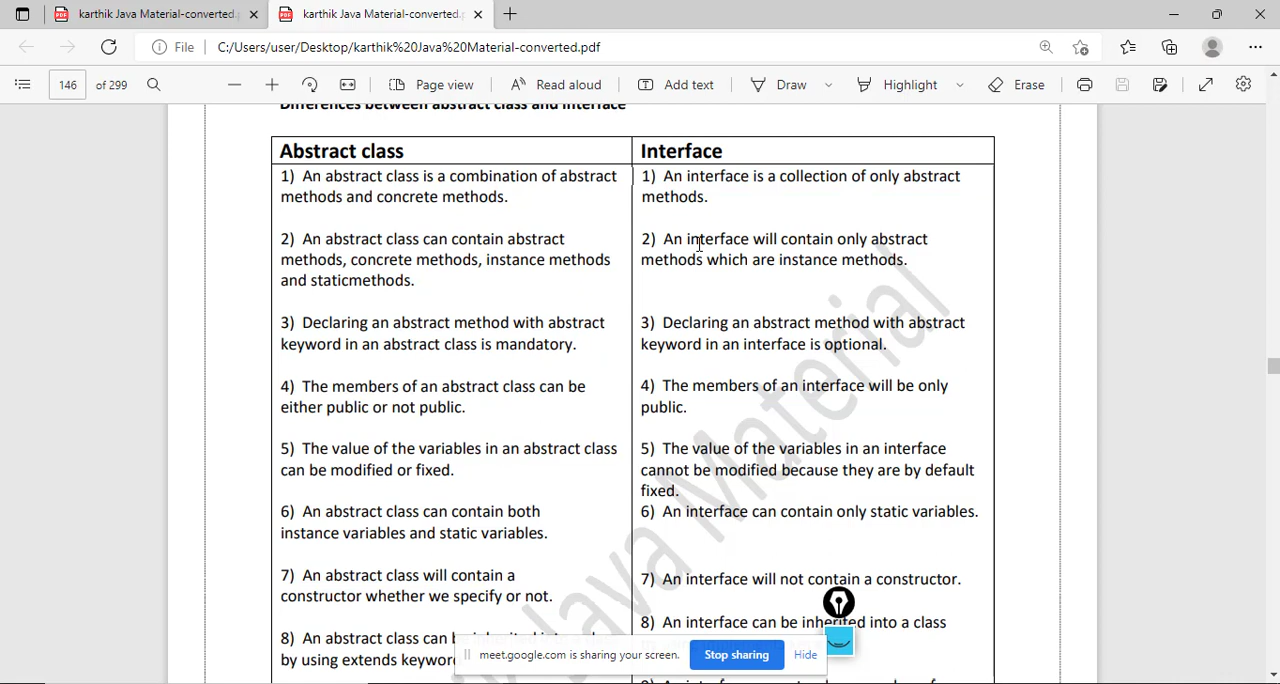 karthik Java Material-converted.p
karthik Java Material-converted.p
File
C:/Users/user/Desktop/karthik%20Java%20Material-converted.pdf
146 of 299
Page view
Read aloud
Add text
Draw
Highlight
Erase
Differences between abstract class and interface
Abstract class
1) An abstract class is a combination of abstract
methods and concrete methods.
2) An abstract class can contain abstract
methods, concrete methods, instance methods
and staticmethods.
3) Declaring an abstract method with abstract
keyword in an abstract class is mandatory.
4) The members of an abstract class can be
either public or not public.
5) The value of the variables in an abstract class
can be modified or fixed.
6) An abstract class can contain both
instance variables and static variables.
7) An abstract class will contain a
constructor whether we specify or not.
8) An abstract class can
by using extends keyword
Interface
1) An interface is a collection of only abstract
methods.
2) An interface will contain only abstract
methods which are instance methods.
3) Declaring an abstract method with abstract
keyword in an interface is optional.
4) The members of an interface will be only
public.
5) The value of the variables in an interface
cannot be modified because they are by default
fixed.
6) An interface can contain only static variables.
7) An interface will not contain a constructor.
8) An interface can be inherited into a class
Java Material
meet.google.com is sharing your screen.
Stop sharing
Hide